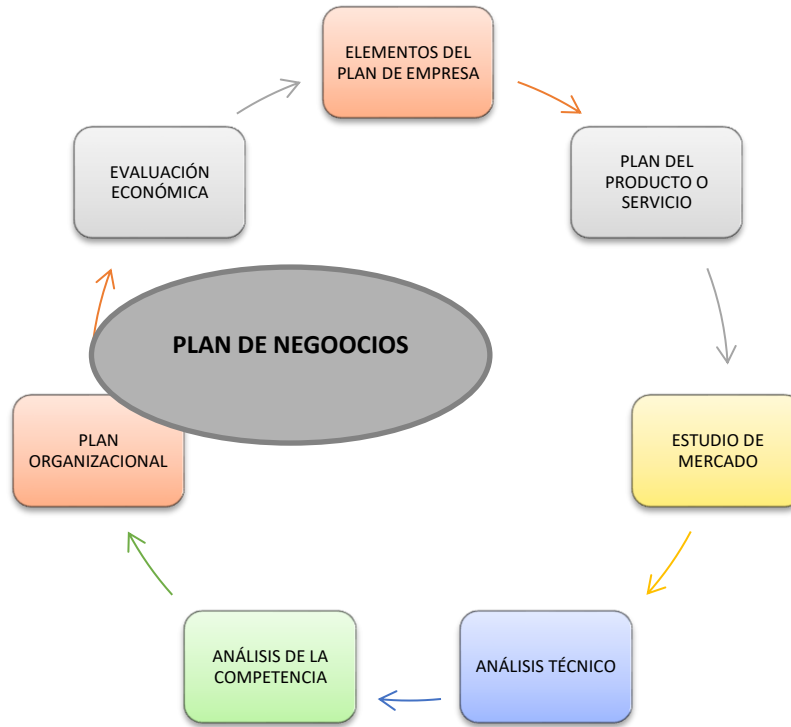 ELEMENTOS DEL
PLAN DE EMPRESA
PLAN DEL
PRODUCTO O
SERVICIO
ESTUDIO DE
MERCADO
ANÁLISIS TÉCNICO
ANÁLISIS DE LA
COMPETENCIA
PLAN
ORGANIZACIONAL
EVALUACIÓN
ECONÓMICA
PLAN DE NEGOOCIOS